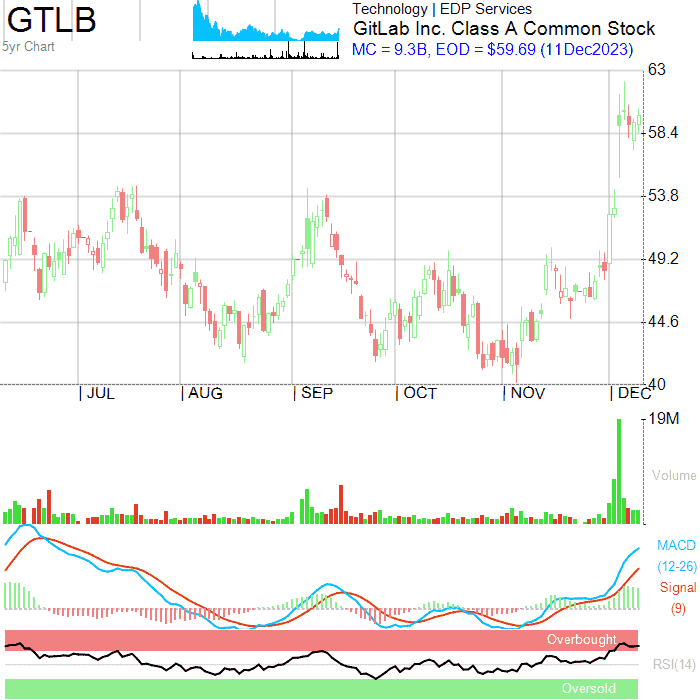 GTLB
5yr Chart
Technology | EDP Services
GitLab Inc. Class A Common Stock
MC = 9.3B, EOD = $59.69 (11Dec2023)
63
58.4
53.8
49.2
44.6
40
JUL AUG SEP OCT NOV DEC
19M
Volume
MACD
(12-26)
Signal
(9)
Overbought
RSI(14)
Oversold